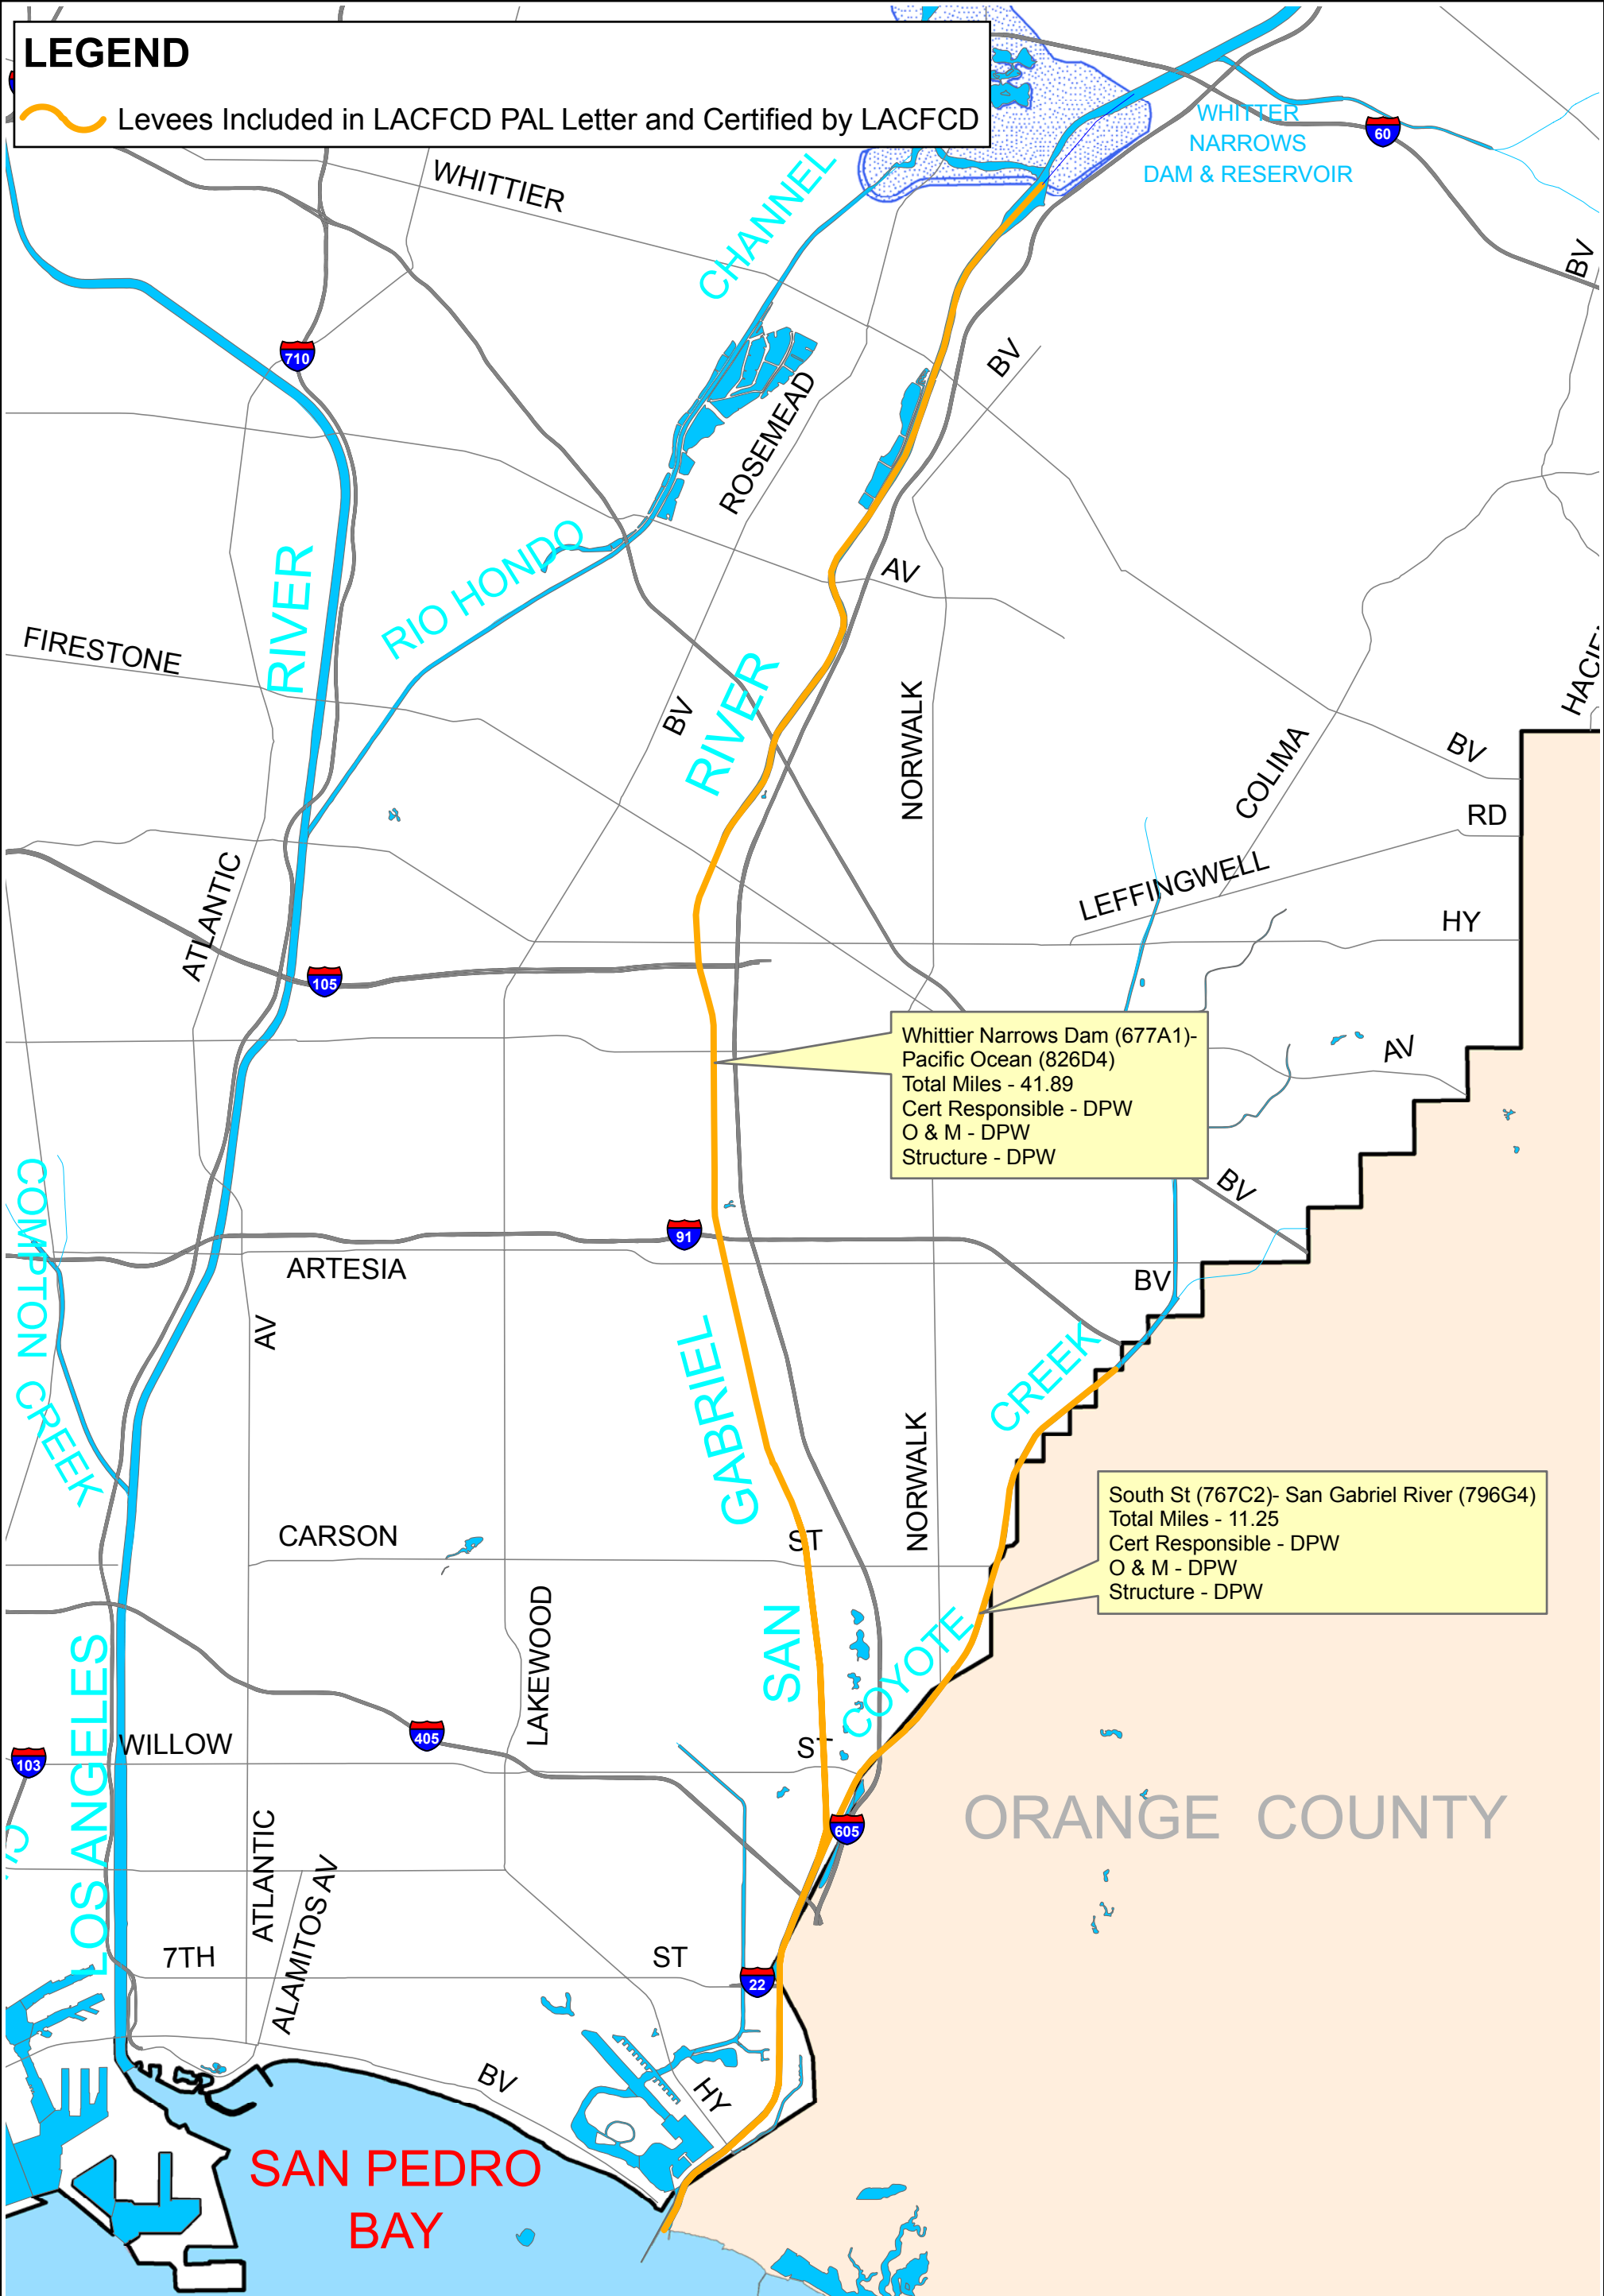 LEGEND
Levees Included in LACFCD PAL Letter and Certified by LACFCD
WHITTER
NARROWS
DAM & RESERVOIR
60
WHITTIER
CHANNEL
BV
710
BV
ROSEMEAD
RIVER
RIO HONDO
AV
FIRESTONE
RIVER
BV
NORWALK
COLIMA
BV
RD
LEFFINGWELL
HY
ATLANTIC
105
Whittier Narrows Dam (677A1)-
Pacific Ocean (826D4)
Total Miles - 41.89
Cert Responsible - DPW
O & M - DPW
Structure - DPW
AV
BV
COMPTON CREEK
91
ARTESIA
BV
AV
GABRIEL
CREEK
NORWALK
South St (767C2)- San Gabriel River (796G4)
Total Miles - 11.25
Cert Responsible - DPW
O & M - DPW
Structure - DPW
CARSON
ST
LAKEWOOD
SAN
COYOTE
LOS ANGELES
WILLOW
405
ST
103
605
ORANGE COUNTY
ATLANTIC
ALAMITOS AV
7TH
ST
22
BV
HY
SAN PEDRO
BAY